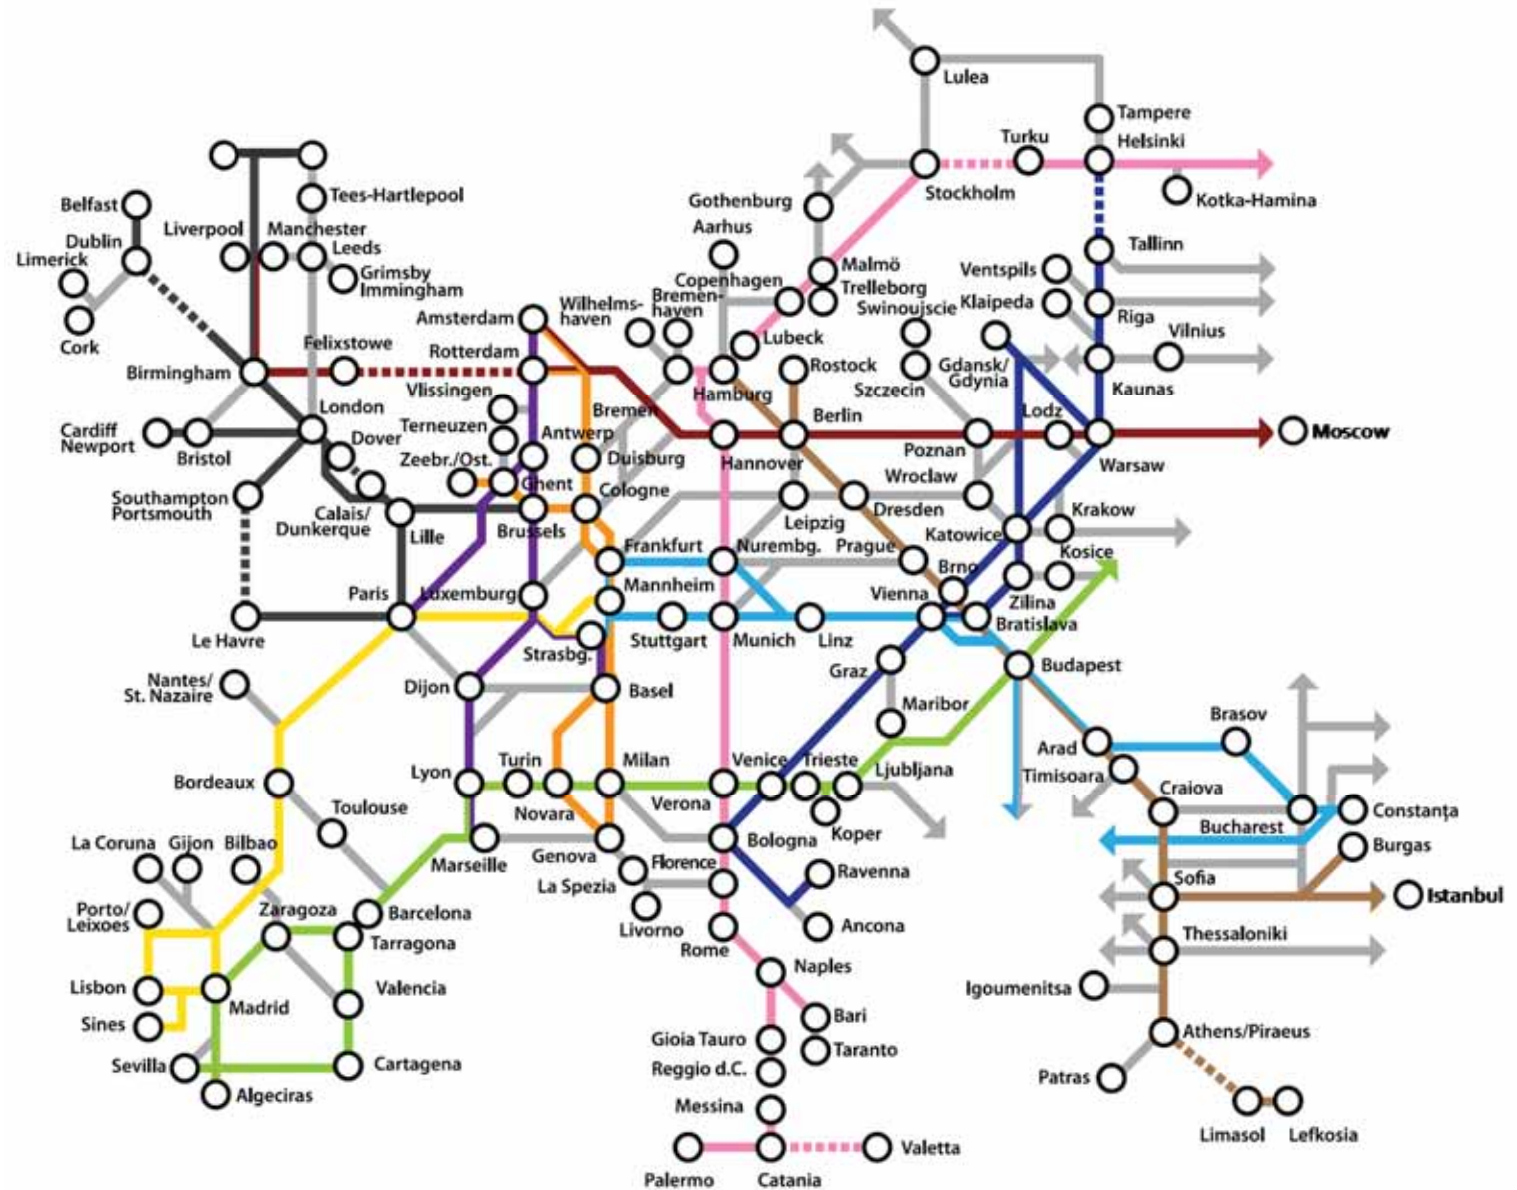 Lulea
Tampere
Turku
Helsinki
Stockholm
Kotka-Hamina
Tees-Hartlepool
Belfast
Gothenburg
Liverpool
Manchester
Aarhus
Dublin
Leeds
Tallinn
Limerick
Malmö
Ventspils
Grimsby
Immingham
Copenhagen
Trelleborg
Wilhelms-
haven
Bremen-
haven
Swinoujscie
Klaipeda
Amsterdam
Riga
Cork
Vilnius
Felixstowe
Lubeck
Rotterdam
Rostock
Gdansk/
Gdynia
Birmingham
Vlissingen
Hamburg
Szczecin
Kaunas
London
Bremen
Berlin
Lodz
Cardiff
Newport
Terneuzen
Dover
Antwerp
Moscow
Bristol
Poznan
Zeebr./Ost.
Duisburg
Hannover
Warsaw
Wroclaw
Ghent
Cologne
Southampton
Portsmouth
Calais/
Dunkerque
Leipzig
Dresden
Krakow
Lille
Brussels
Katowice
Frankfurt
Nurembg.
Prague
Kosice
Brno
Mannheim
Paris
Luxemburg
Vienna
Zilina
Le Havre
Stuttgart
Munich
Linz
Bratislava
Strasbg.
Graz
Budapest
Nantes/
St. Nazaire
Dijon
Basel
Maribor
Brasov
Arad
Turin
Milan
Venice
Trieste
Lyon
Ljubljana
Timisoara
Bordeaux
Craiova
Novara
Verona
Toulouse
Constanţa
Koper
Bucharest
La Coruna
Gijon
Bilbao
Marseille
Genova
Bologna
Burgas
Florence
Ravenna
La Spezia
Sofia
Istanbul
Porto/
Leixoes
Zaragoza
Barcelona
Livorno
Ancona
Tarragona
Rome
Thessaloniki
Naples
Lisbon
Valencia
Igoumenitsa
Madrid
Bari
Sines
Gioia Tauro
Athens/Piraeus
Taranto
Sevilla
Cartagena
Reggio d.C.
Patras
Algeciras
Messina
Limasol
Lefkosia
Valetta
Palermo
Catania